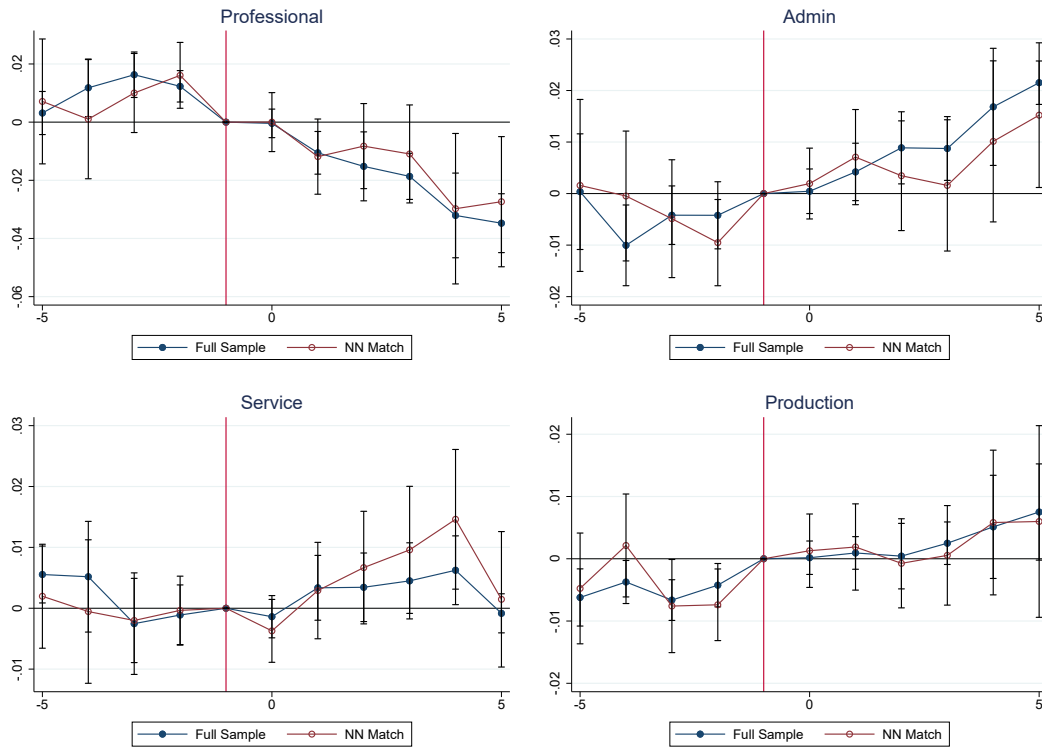 Professional
.02
0
-.02
-.04
-.06
-5
0
5
Full Sample
NN Match
Admin
.03
.02
.01
0
-.01
-.02
-5
0
5
Full Sample
NN Match
Service
.03
.02
.01
0
-.01
-5
0
5
Full Sample
NN Match
Production
.02
.01
0
-.01
-.02
-5
0
5
Full Sample
NN Match